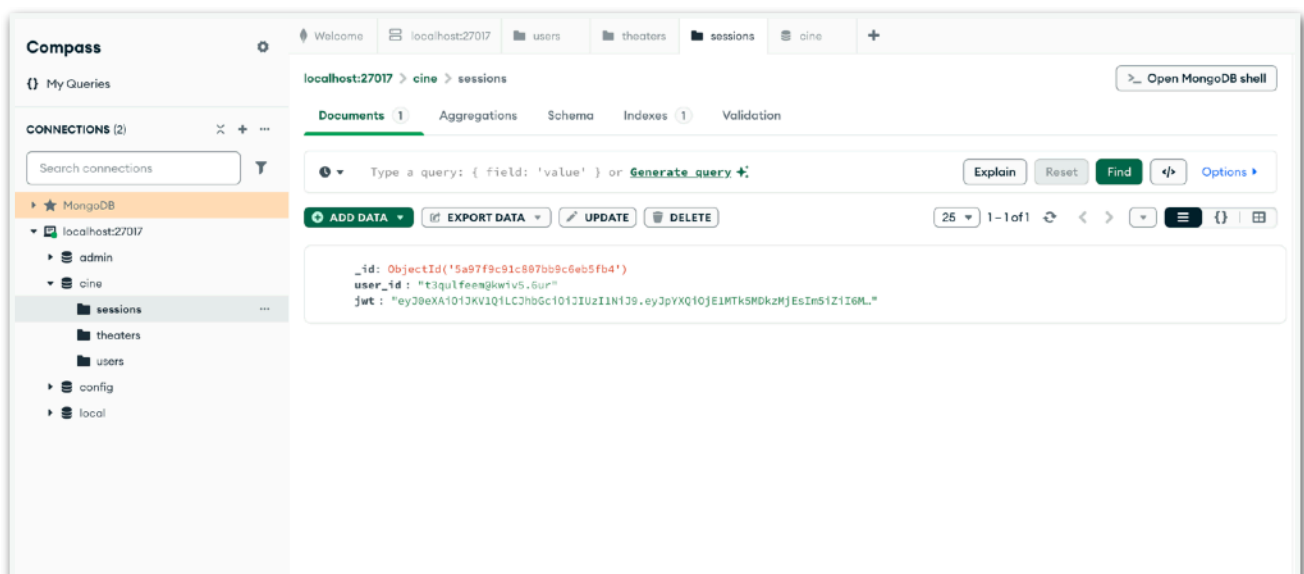 Compass
{} My Queries
CONNECTIONS (2)
Search connections
MongoDB
localhost:27017
admin
cine
sessions
theaters
users
config
local
Welcome
localhost:27017
users
theaters
sessions
cine
localhost:27017 > cine > sessions
>_ Open MongoDB shell
Documents 1 Aggregations Schema Indexes 1 Validation
Type a query: { field: 'value' } or Generate query
Explain Reset Find </> Options
ADD DATA EXPORT DATA UPDATE DELETE
25 1–1 of 1 {}
_id: ObjectId('5a97f9c91c807bb9c6eb5fb4')
user_id : "t3qulfeem@kwiv5.6ur"
jwt : "eyJ0eXAiOiJKV1QiLCJhbGciOiJIUzI1NiJ9.eyJpYXQiOjE1MTk5MDkzMjEsIm5iZiI6M…"